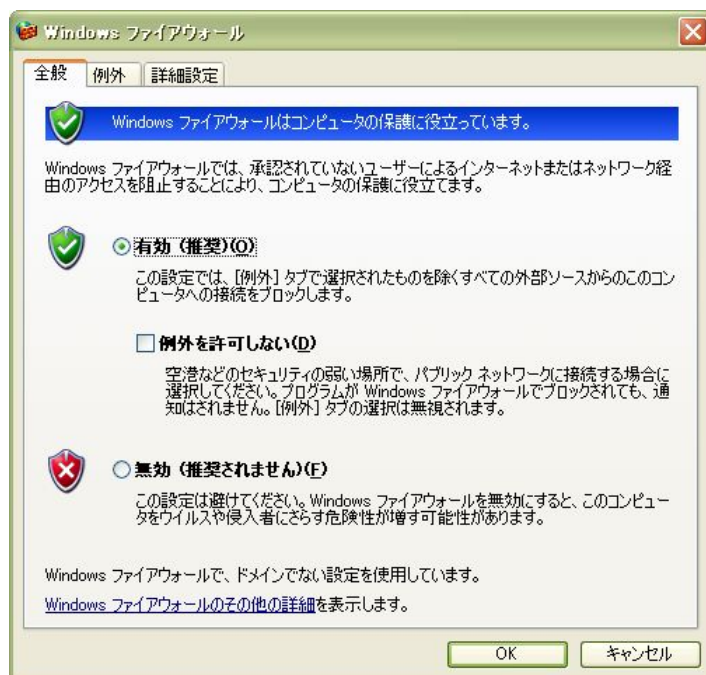 Windows ファイアウォール
全般 例外 詳細設定
Windows ファイアウォールはコンピュータの保護に役立っています。
Windows ファイアウォールでは、承認されていないユーザーによるインターネットまたはネットワーク経
由のアクセスを阻止することにより、コンピュータの保護に役立てます。
有効 (推奨)(O)
この設定では、[例外] タブで選択されたものを除くすべての外部ソースからのこのコン
ピュータへの接続をブロックします。
例外を許可しない(D)
空港などのセキュリティの弱い場所で、パブリック ネットワークに接続する場合に
選択してください。プログラムが Windows ファイアウォールでブロックされても、通
知はされません。[例外] タブの選択は無視されます。
無効 (推奨されません)(F)
この設定は避けてください。Windows ファイアウォールを無効にすると、このコンピュー
タをウイルスや侵入者にさらす危険性が増す可能性があります。
Windows ファイアウォールで、ドメインでない設定を使用しています。
Windows ファイアウォールのその他の詳細を表示します。
OK キャンセル